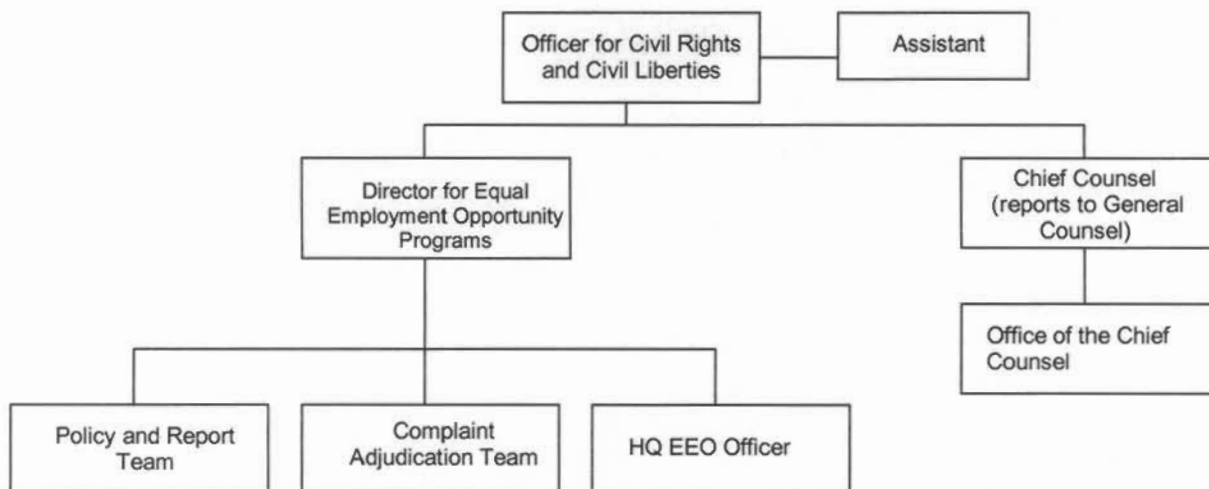 Officer for Civil Rights
and Civil Liberties
Assistant
Director for Equal
Employment Opportunity
Programs
Chief Counsel
(reports to General
Counsel)
Office of the Chief
Counsel
Policy and Report
Team
Complaint
Adjudication Team
HQ EEO Officer